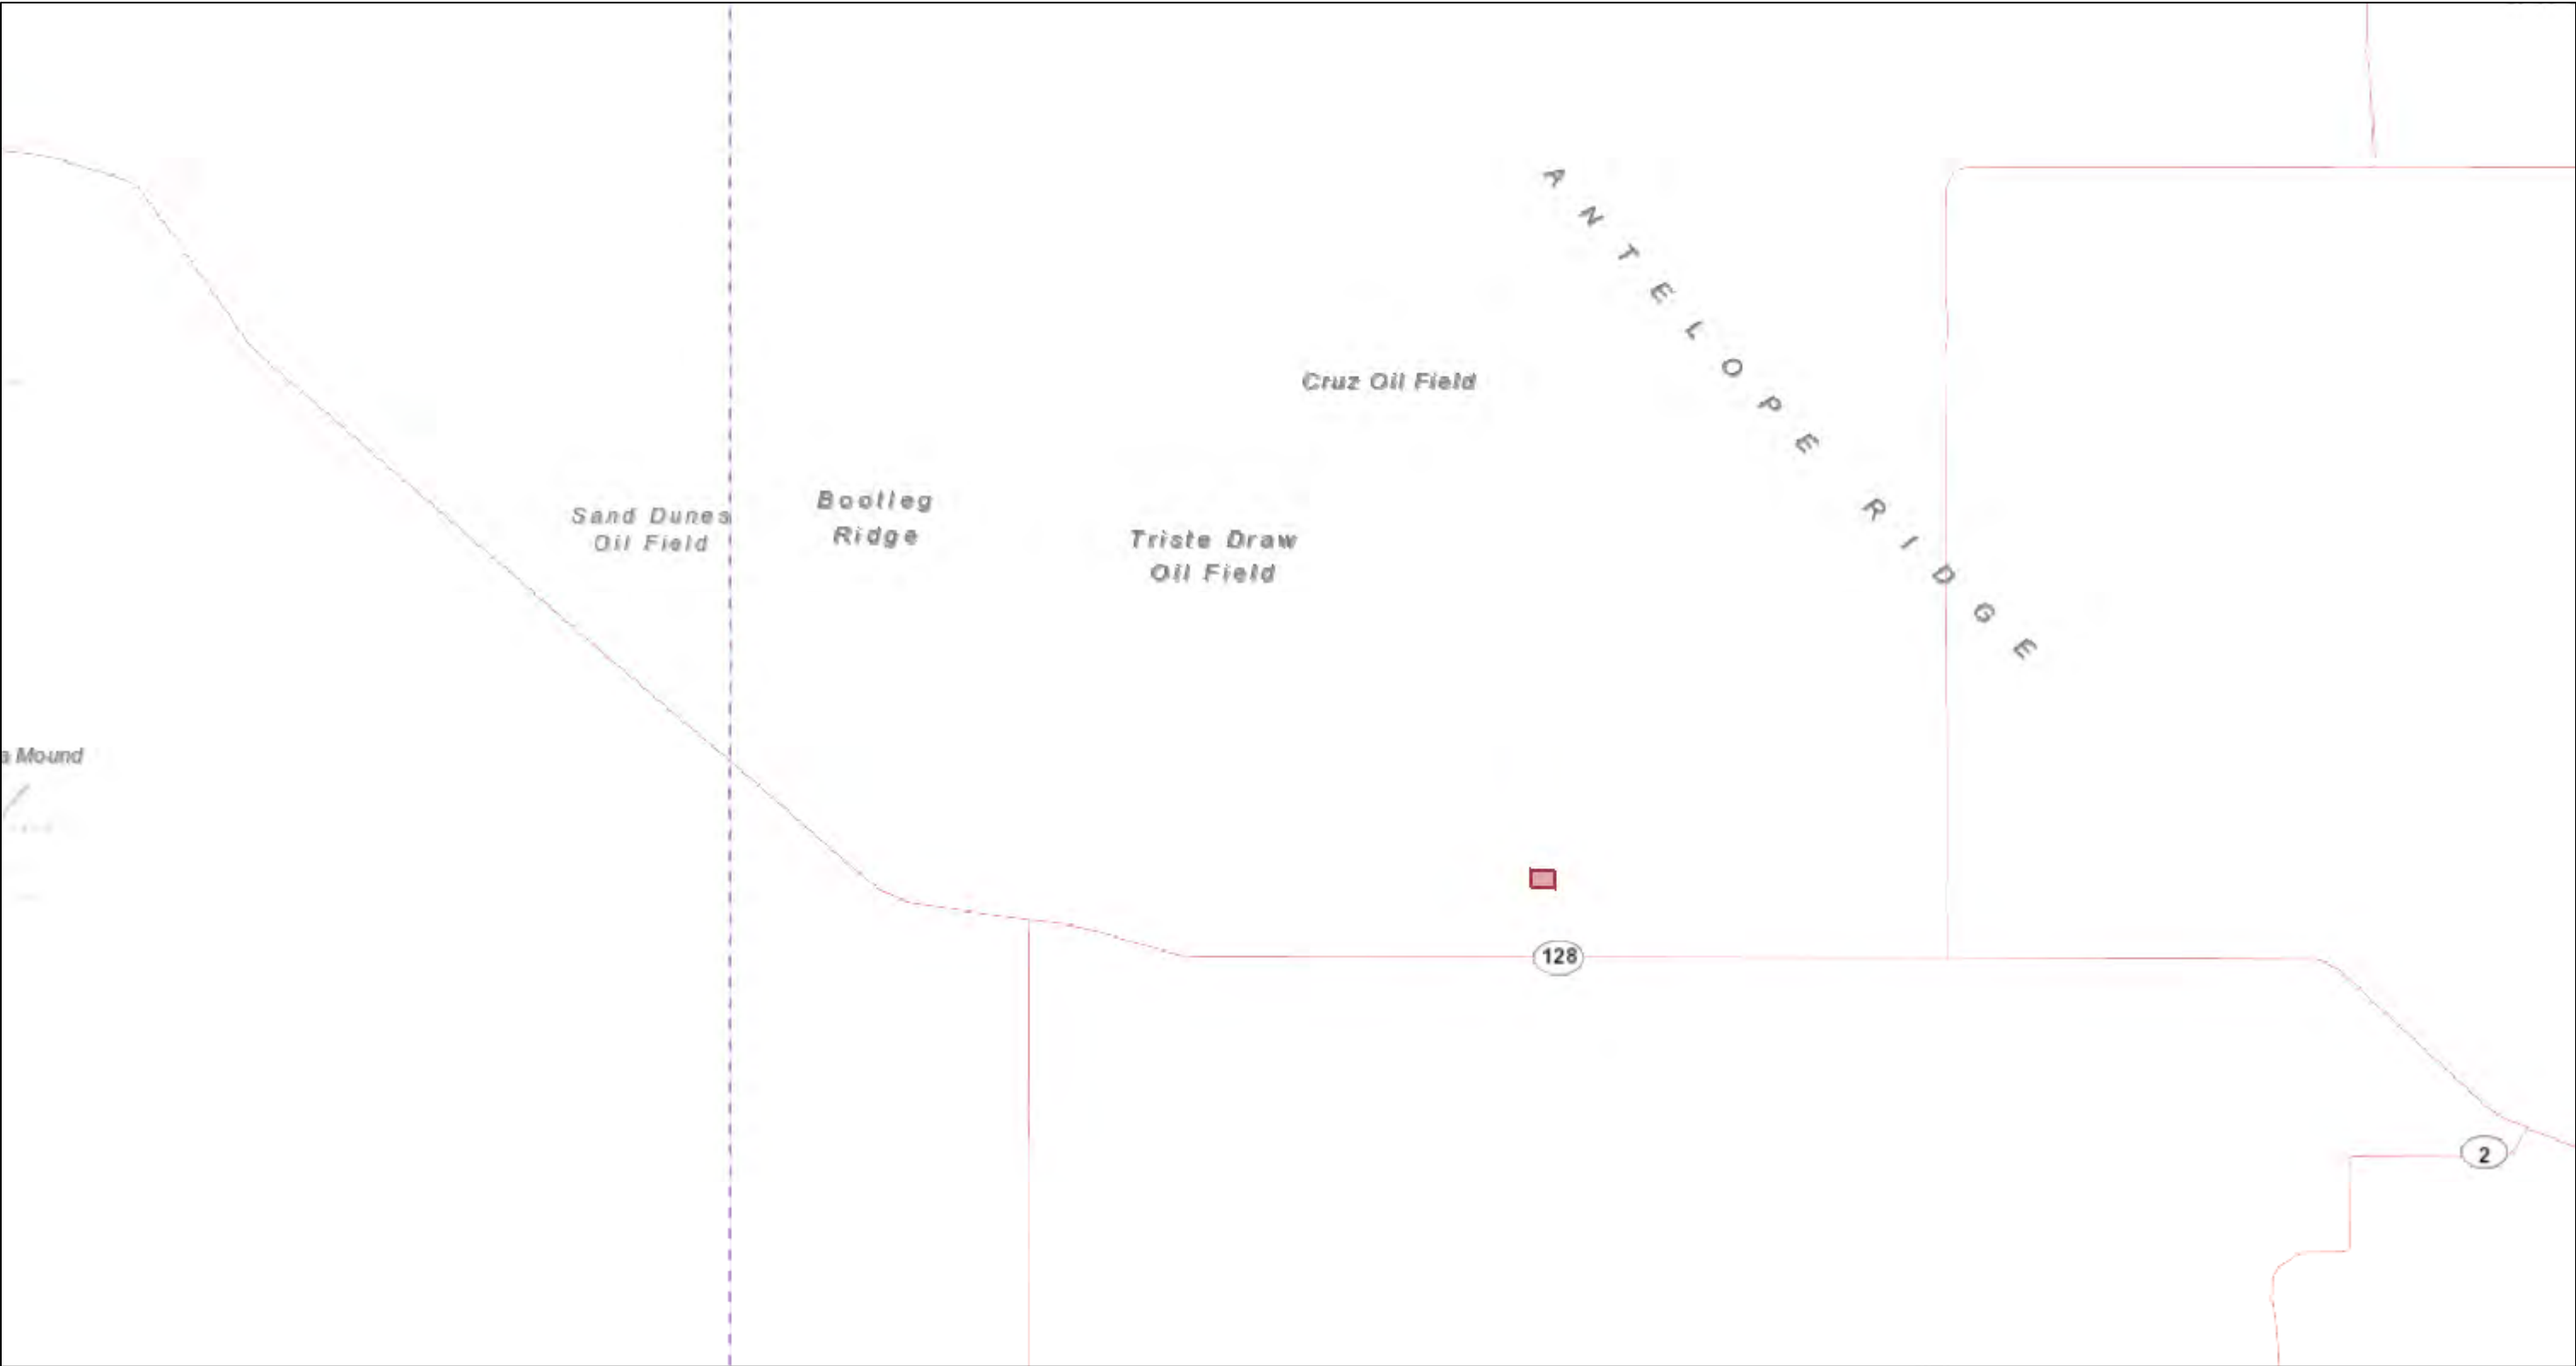 ANTELOPE RIDGE
Cruz Oil Field
Bootleg
Ridge
Sand Dunes
Oil Field
Triste Draw
Oil Field
a Mound
128
2